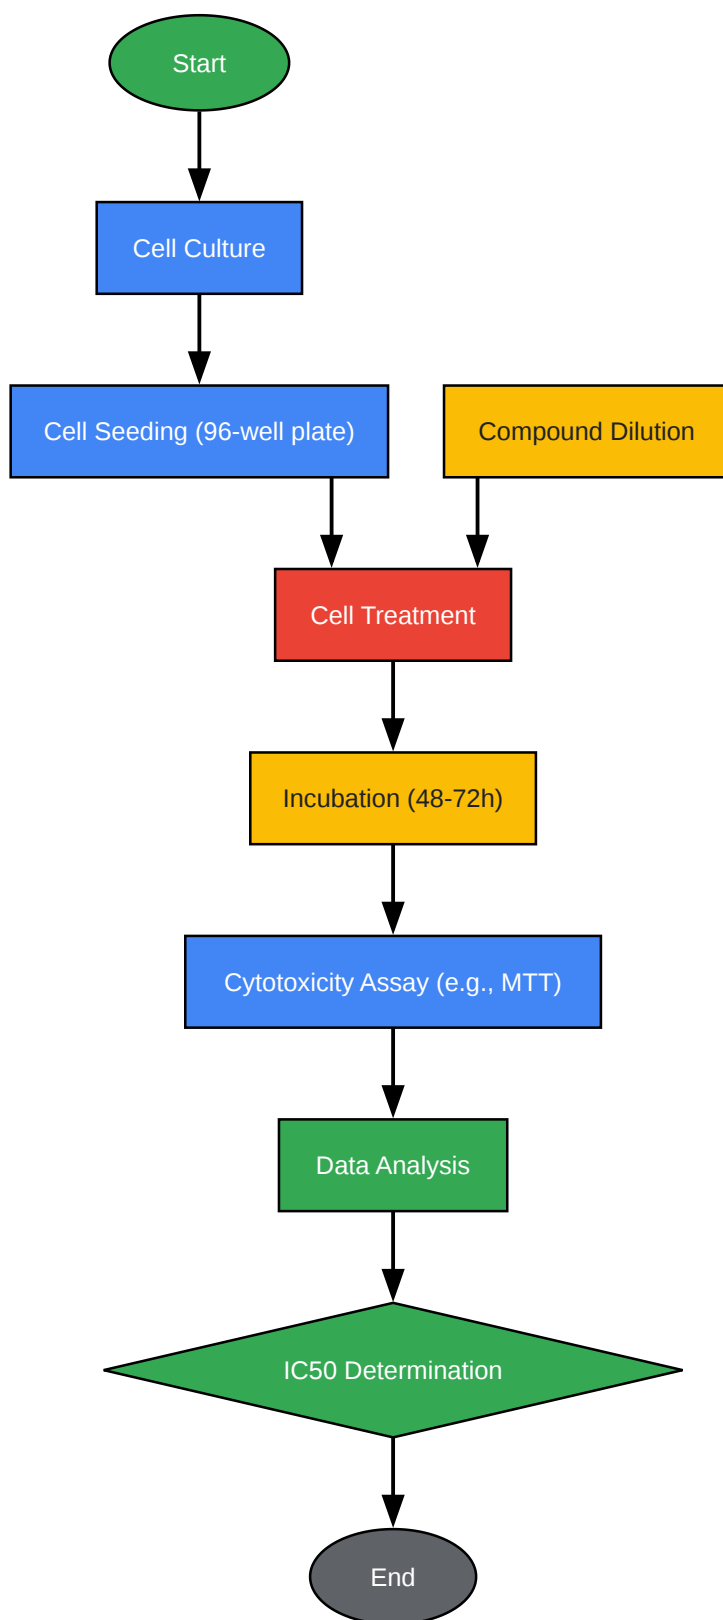 Start
Cell Culture
Cell Seeding (96-well plate)
Compound Dilution
Cell Treatment
Incubation (48-72h)
Cytotoxicity Assay (e.g., MTT)
Data Analysis
IC50 Determination
End